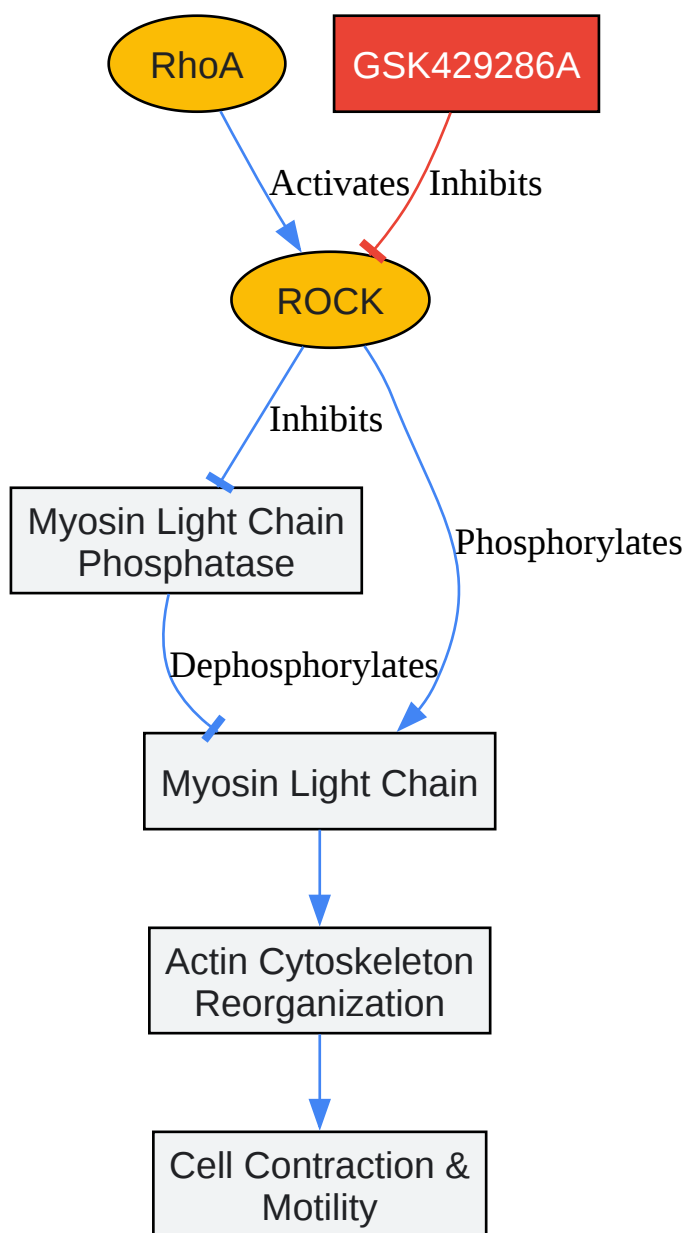 RhoA
GSK429286A
Activates
Inhibits
ROCK
Inhibits
Myosin Light Chain
Phosphatase
Phosphorylates
Dephosphorylates
Myosin Light Chain
Actin Cytoskeleton
Reorganization
Cell Contraction &
Motility